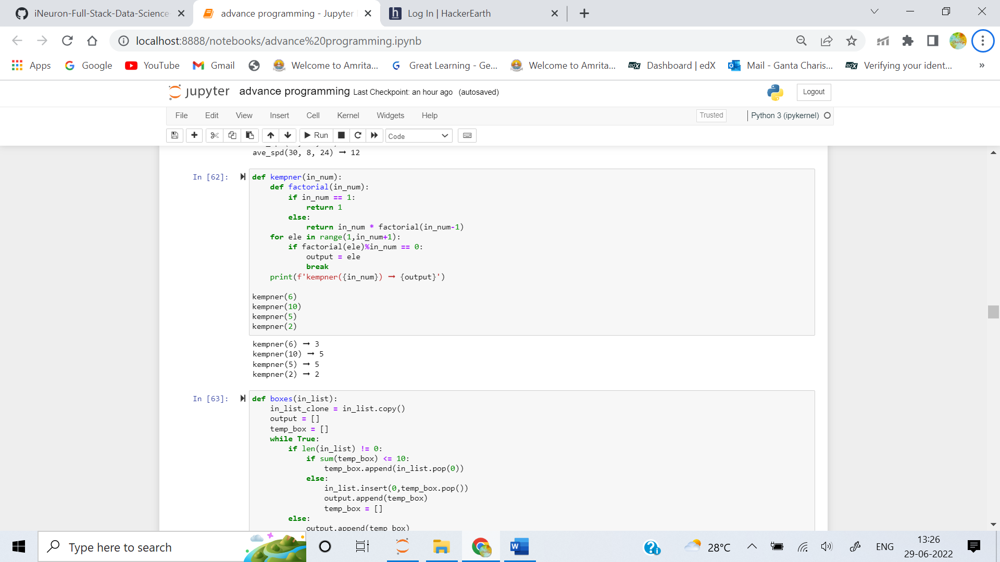 iNeuron-Full-Stack-Data-Science
advance programming - Jupyter
h Log In | HackerEarth
localhost:8888/notebooks/advance%20programming.ipynb
Cherry
Apps
Google
YouTube
Gmail
Welcome to Amrita...
G Great Learning - Ge...
Welcome to Amrita...
edX Dashboard | edX
Mail - Ganta Charis...
edX Verifying your ident...
»
jupyter advance programming Last Checkpoint: an hour ago (autosaved)
Logout
File Edit View Insert Cell Kernel Widgets Help
Trusted
Python 3 (ipykernel)
Run
Code
ave_spd(30, 8, 24) ➞ 12
In [62]:
def kempner(in_num):
    def factorial(in_num):
        if in_num == 1:
            return 1
        else:
            return in_num * factorial(in_num-1)
    for ele in range(1,in_num+1):
        if factorial(ele)%in_num == 0:
            output = ele
            break
    print(f'kempner({in_num}) ➞ {output}')
kempner(6)
kempner(10)
kempner(5)
kempner(2)
kempner(6) ➞ 3
kempner(10) ➞ 5
kempner(5) ➞ 5
kempner(2) ➞ 2
In [63]:
def boxes(in_list):
    in_list_clone = in_list.copy()
    output = []
    temp_box = []
    while True:
        if len(in_list) != 0:
            if sum(temp_box) <= 10:
                temp_box.append(in_list.pop(0))
            else:
                in_list.insert(0,temp_box.pop())
                output.append(temp_box)
                temp_box = []
        else:
            output.append(temp_box)
Type here to search
W
28°C
ENG
13:26
29-06-2022